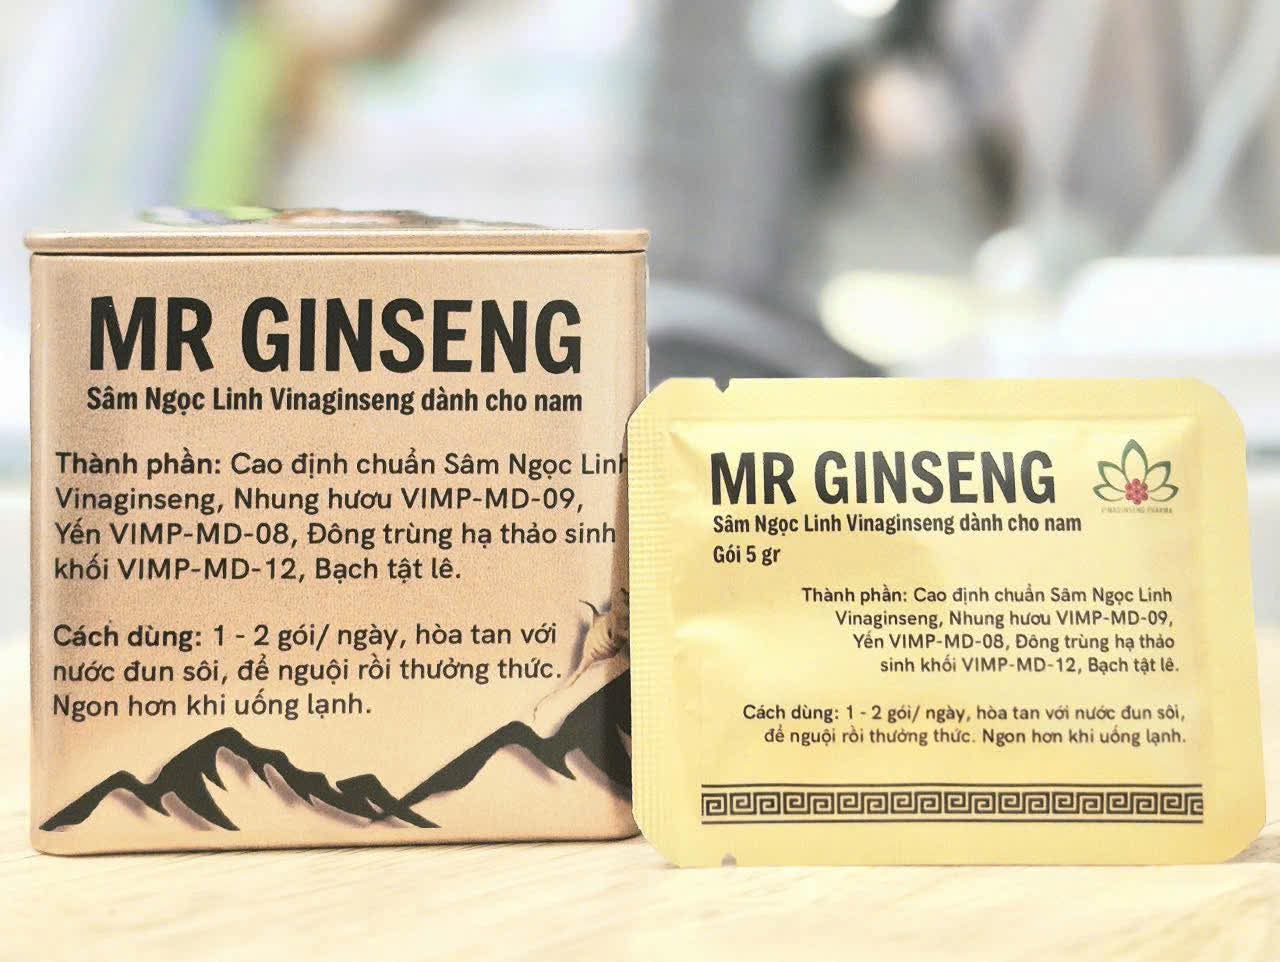 MR GINSENG
Sâm Ngọc Linh Vinaginseng dành cho nam
Thành phần: Cao định chuẩn Sâm Ngọc Linh
Vinaginseng, Nhung hươu VIMP-MD-09,
Yến VIMP-MD-08, Đông trùng hạ thảo sinh
khối VIMP-MD-12, Bạch tật lê.
Cách dùng: 1 - 2 gói/ ngày, hòa tan với
nước đun sôi, để nguội rồi thưởng thức.
Ngon hơn khi uống lạnh.
MR GINSENG
VINAGINSENG PHARMA
Sâm Ngọc Linh Vinaginseng dành cho nam
Gói 5 gr
Thành phần: Cao định chuẩn Sâm Ngọc Linh
Vinaginseng, Nhung hươu VIMP-MD-09,
Yến VIMP-MD-08, Đông trùng hạ thảo
sinh khối VIMP-MD-12, Bạch tật lê.
Cách dùng: 1 - 2 gói/ ngày, hòa tan với nước đun sôi,
để nguội rồi thưởng thức. Ngon hơn khi uống lạnh.